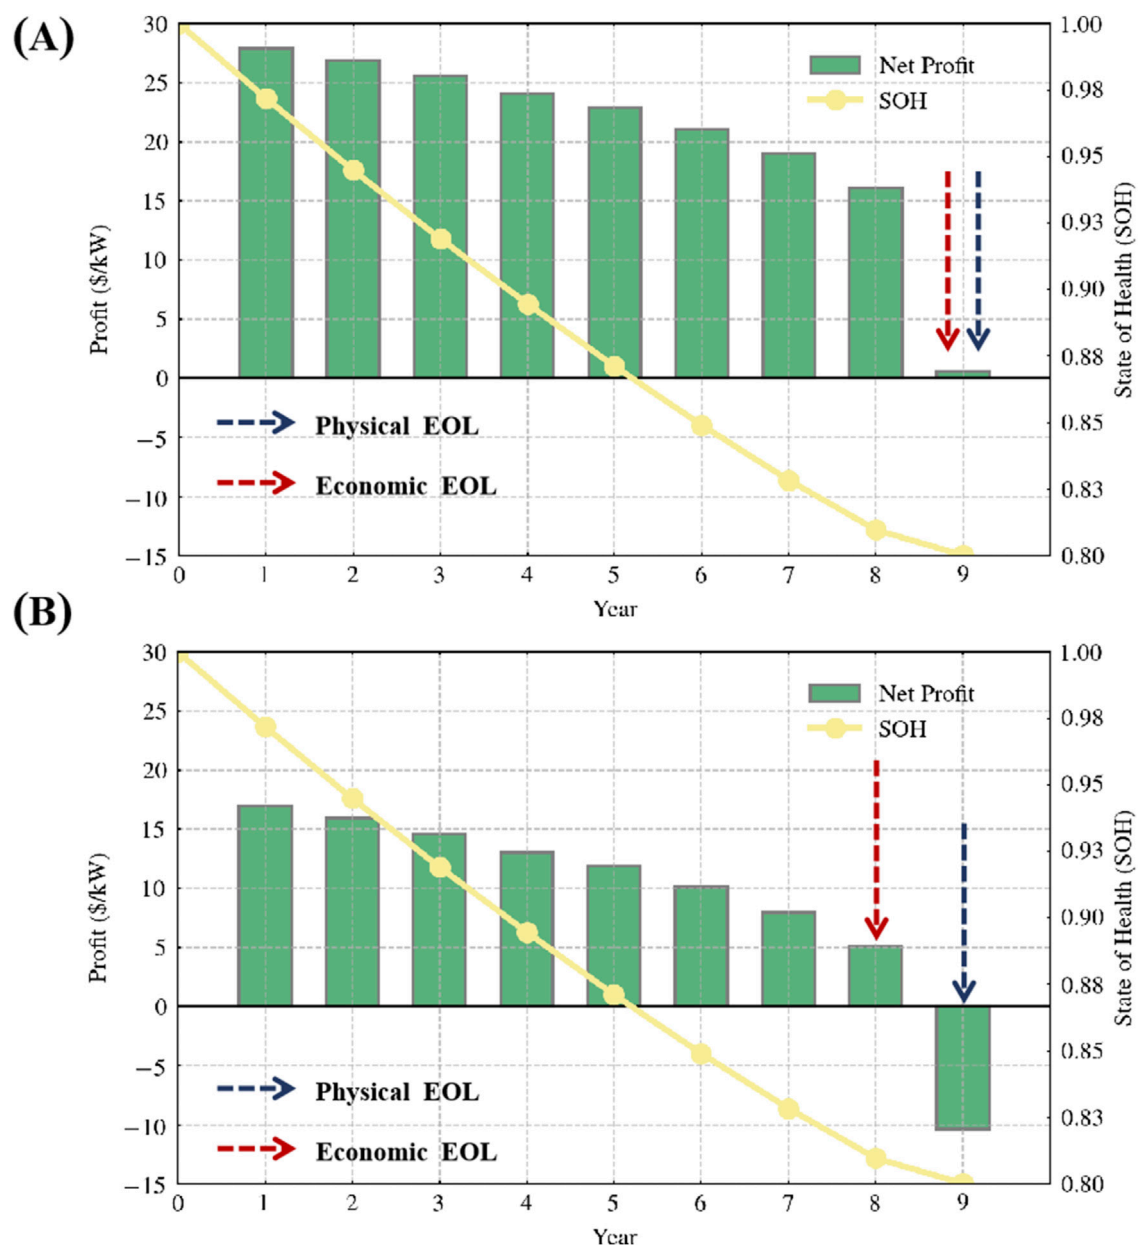 (A)
30
25
20
15
10
5
0
−5
−10
−15
Profit ($/kW)
Net Profit
SOH
1.00
0.98
0.95
0.93
0.90
0.88
0.85
0.83
0.80
State of Health (SOH)
Physical EOL
Economic EOL
0 1 2 3 4 5 6 7 8 9
Year
(B)
30
25
20
15
10
5
0
−5
−10
−15
Profit ($/kW)
Net Profit
SOH
1.00
0.98
0.95
0.93
0.90
0.88
0.85
0.83
0.80
State of Health (SOH)
Physical EOL
Economic EOL
0 1 2 3 4 5 6 7 8 9
Year